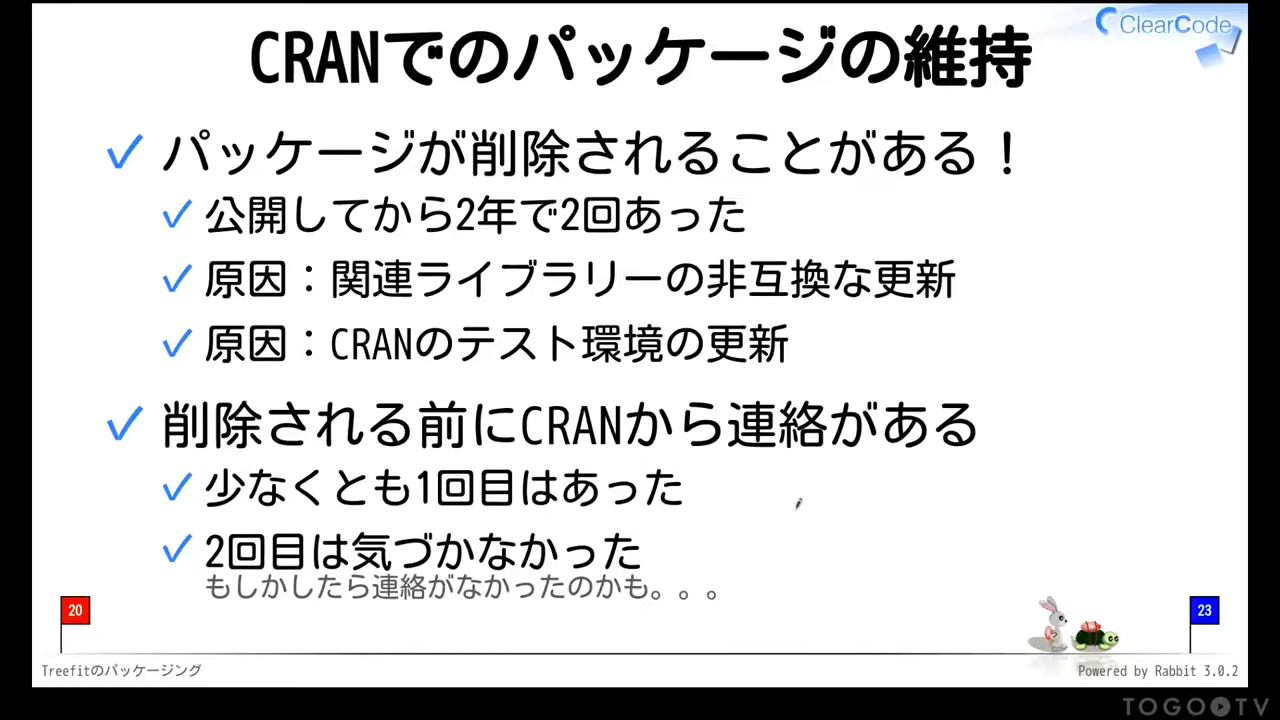 ClearCode
CRANでのパッケージの維持
パッケージが削除されることがある！
公開してから2年で2回あった
原因：関連ライブラリーの非互換な更新
原因：CRANのテスト環境の更新
削除される前にCRANから連絡がある
少なくとも1回目はあった
2回目は気づかなかった
もしかしたら連絡がなかったのかも。。。
20
23
Treefitのパッケージング
Powered by Rabbit 3.0.2
TOGO TV